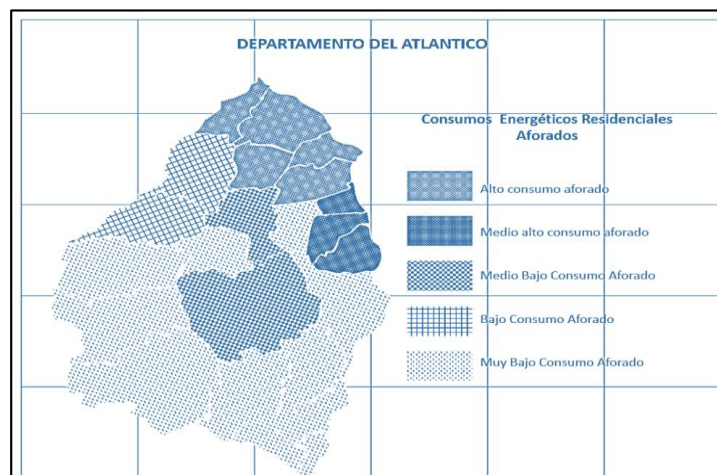 DEPARTAMENTO DEL ATLANTICO
Consumos Energéticos Residenciales
Aforados
Alto consumo aforado
Medio alto consumo aforado
Medio Bajo Consumo Aforado
Bajo Consumo Aforado
Muy Bajo Consumo Aforado